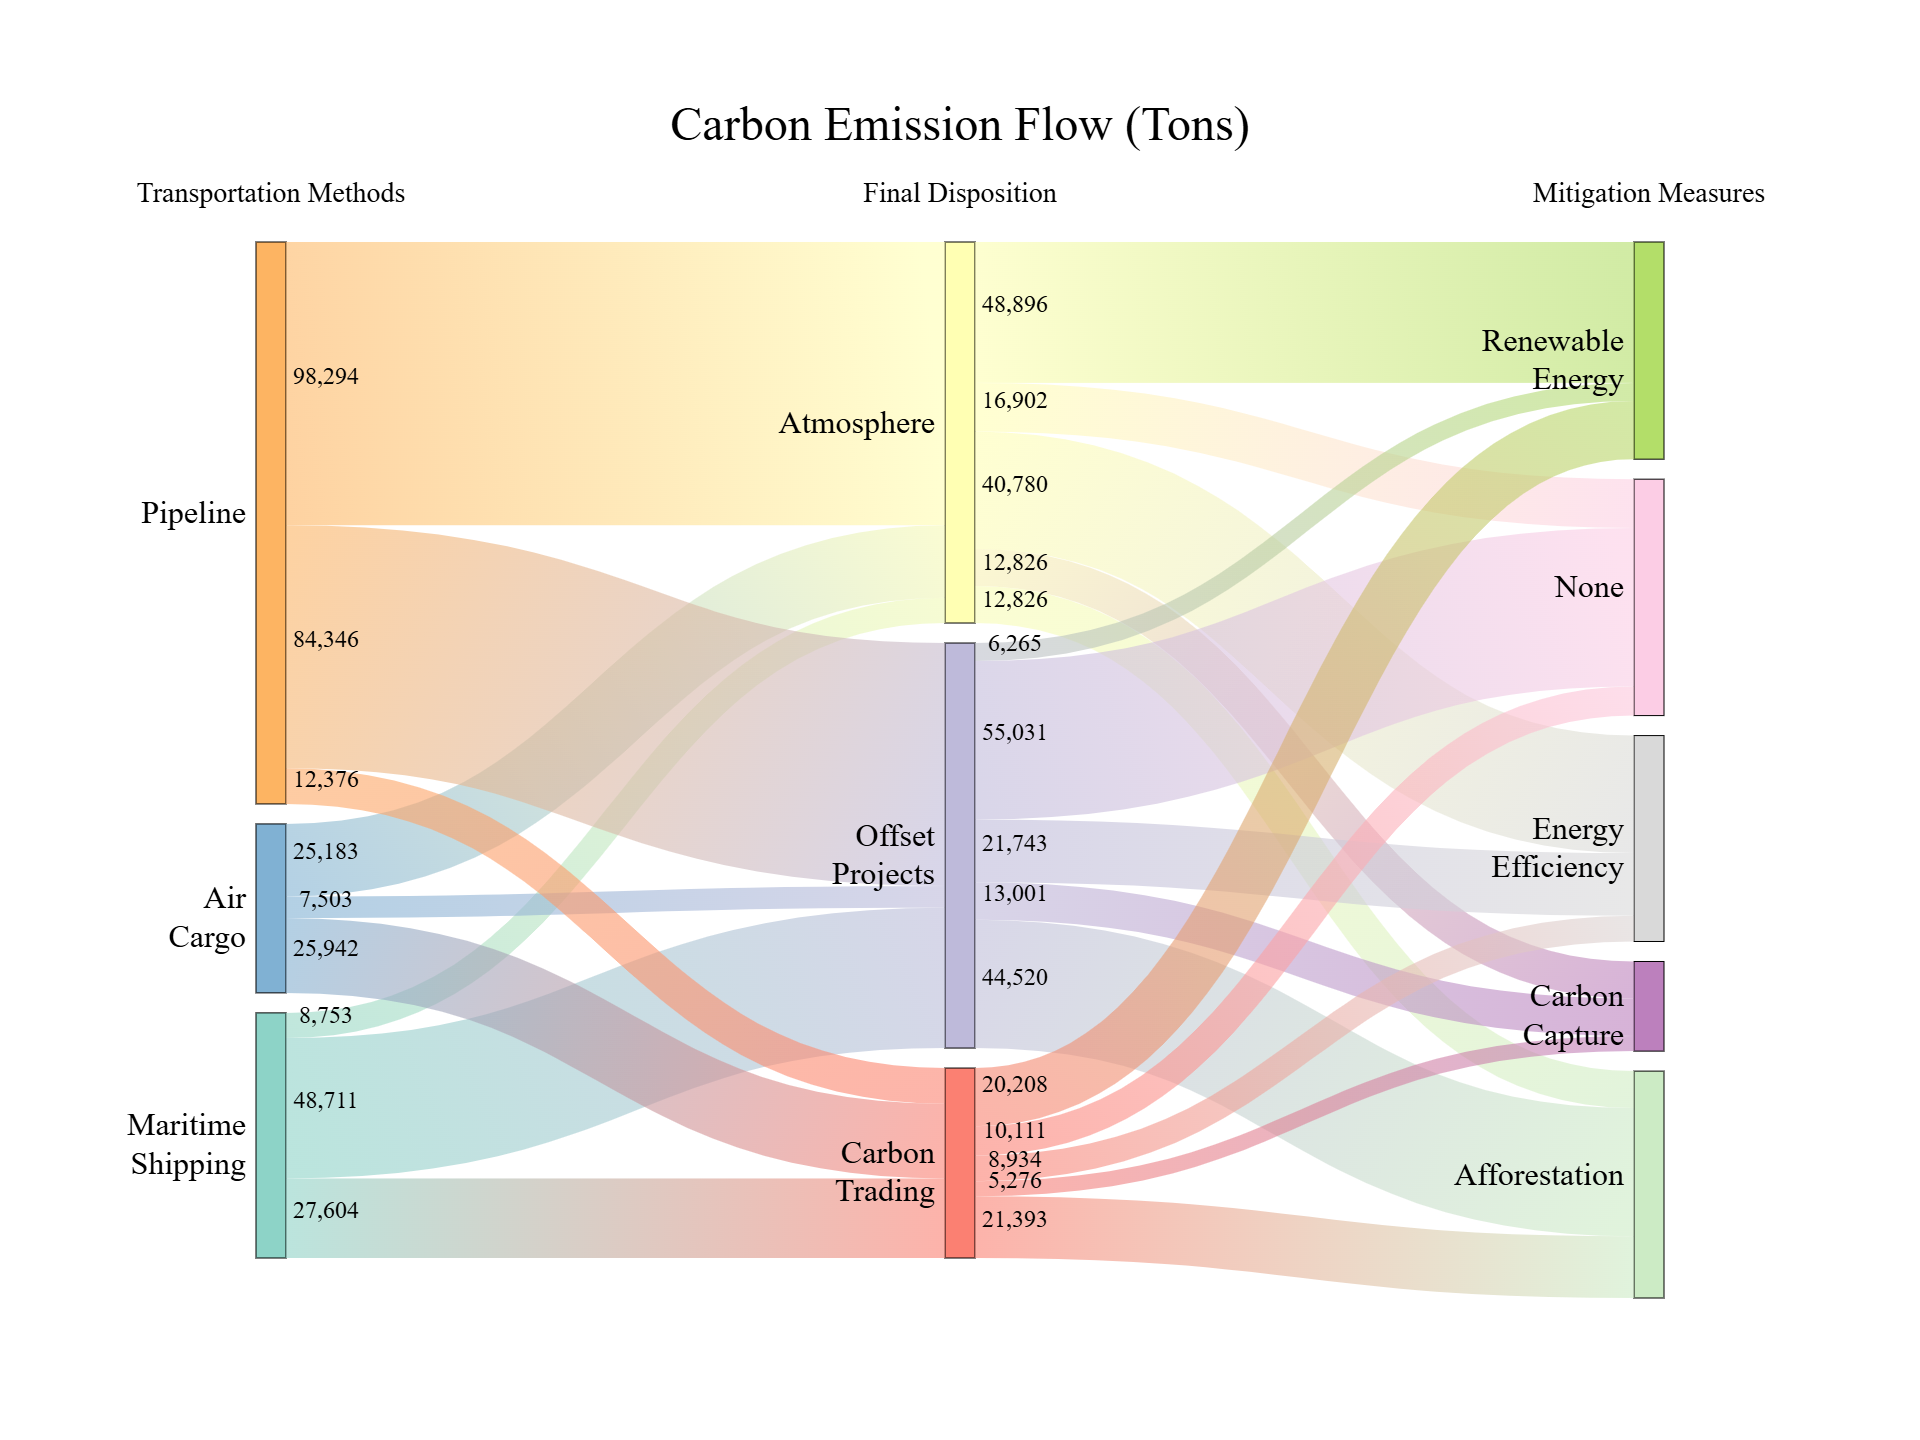 Carbon Emission Flow (Tons)
Transportation Methods
Final Disposition
Mitigation Measures
Pipeline
98,294
84,346
12,376
Air
Cargo
25,183
7,503
25,942
Maritime
Shipping
8,753
48,711
27,604
Atmosphere
48,896
16,902
40,780
12,826
12,826
Offset
Projects
6,265
55,031
21,743
13,001
44,520
Carbon
Trading
20,208
10,111
8,934
5,276
21,393
Renewable
Energy
None
Energy
Efficiency
Carbon
Capture
Afforestation